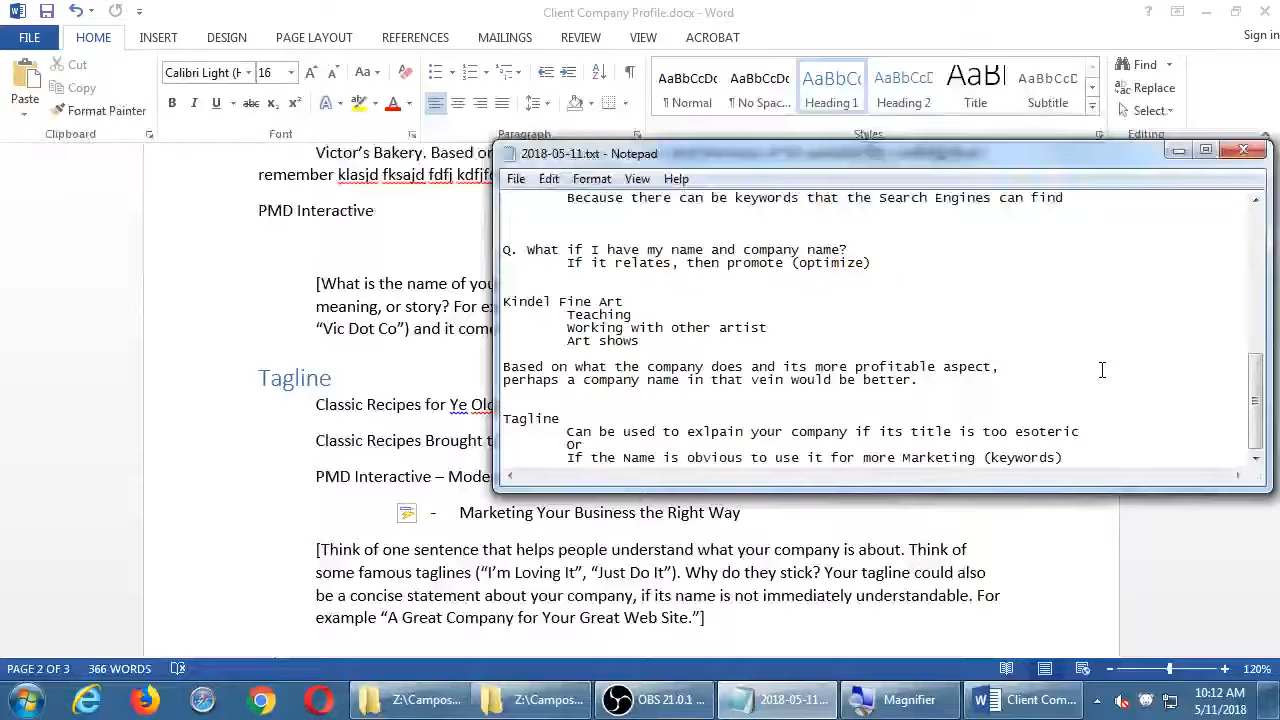 Client Company Profile.docx - Word
Sign in
FILE HOME INSERT DESIGN PAGE LAYOUT REFERENCES MAILINGS REVIEW VIEW ACROBAT
Paste
Cut
Copy
Format Painter
Clipboard
Calibri Light (H 16
Font
Paragraph
AaBbCcDc AaBbCcDc AaBbCc AaBbCcD AaB AaBbCcD
¶ Normal ¶ No Spac... Heading 1 Heading 2 Title Subtitle
Styles
Find
Replace
Select
Editing
Victor's Bakery. Based on
remember klasjd fksajd fdfj kdfjf
PMD Interactive
[What is the name of you
meaning, or story? For ex
"Vic Dot Co") and it come
Tagline
Classic Recipes for Ye Old
Classic Recipes Brought t
PMD Interactive – Mode
- Marketing Your Business the Right Way
[Think of one sentence that helps people understand what your company is about. Think of
some famous taglines ("I'm Loving It", "Just Do It"). Why do they stick? Your tagline could also
be a concise statement about your company, if its name is not immediately understandable. For
example "A Great Company for Your Great Web Site."]
2018-05-11.txt - Notepad
File Edit Format View Help
Because there can be keywords that the Search Engines can find
Q. What if I have my name and company name?
If it relates, then promote (optimize)
Kindel Fine Art
Teaching
Working with other artist
Art shows
Based on what the company does and its more profitable aspect,
perhaps a company name in that vein would be better.
Tagline
Can be used to exlpain your company if its title is too esoteric
Or
If the Name is obvious to use it for more Marketing (keywords)
PAGE 2 OF 3 366 WORDS 120%
Z:\Campos... Z:\Campos... OBS 21.0.1 ... 2018-05-11... Magnifier Client Com...
10:12 AM
5/11/2018